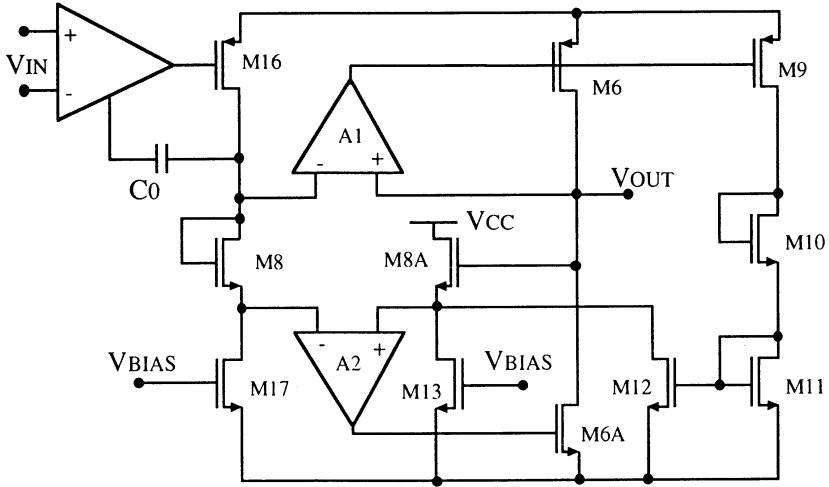 +
VIN
-
M16
M6
M9
A1
-
+
C0
VOUT
VCC
M8
M8A
M10
-
+
A2
VBIAS
VBIAS
M17
M13
M12
M11
M6A